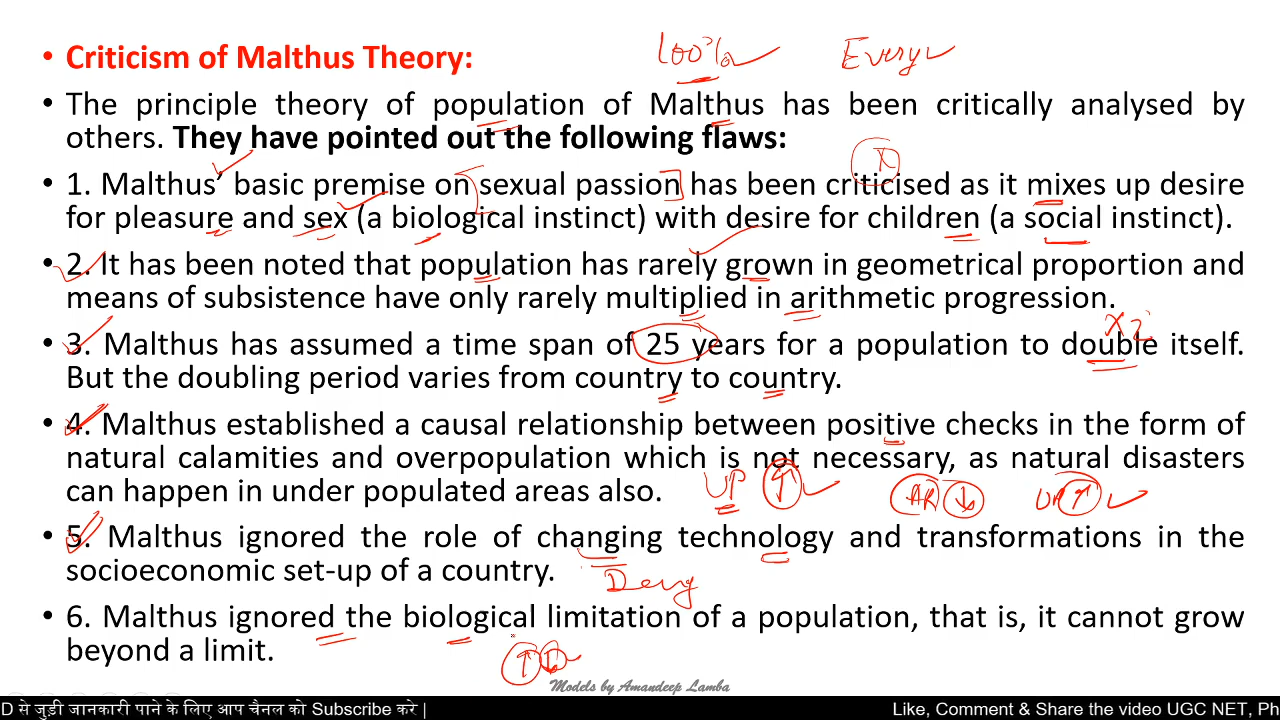 • Criticism of Malthus Theory:
100%
• The principle theory of population of Malthus has been critically analysed by
others. They have pointed out the following flaws:
• 1. Malthus’ basic premise on sexual passion has been criticised as it mixes up desire
for pleasure and sex (a biological instinct) with desire for children (a social instinct).
• 2. It has been noted that population has rarely grown in geometrical proportion and
means of subsistence have only rarely multiplied in arithmetic progression.
• 3. Malthus has assumed a time span of 25 years for a population to double itself.
x2
But the doubling period varies from country to country.
• 4. Malthus established a causal relationship between positive checks in the form of
natural calamities and overpopulation which is not necessary, as natural disasters
can happen in under populated areas also.
UP ↑ AR ↓ UP ↑
• 5. Malthus ignored the role of changing technology and transformations in the
socioeconomic set-up of a country.
• 6. Malthus ignored the biological limitation of a population, that is, it cannot grow
beyond a limit.
Models by Amandeep Lamba
D से जुड़ी जानकारी पाने के लिए आप चैनल को Subscribe करे | Like, Comment & Share the video UGC NET, Ph